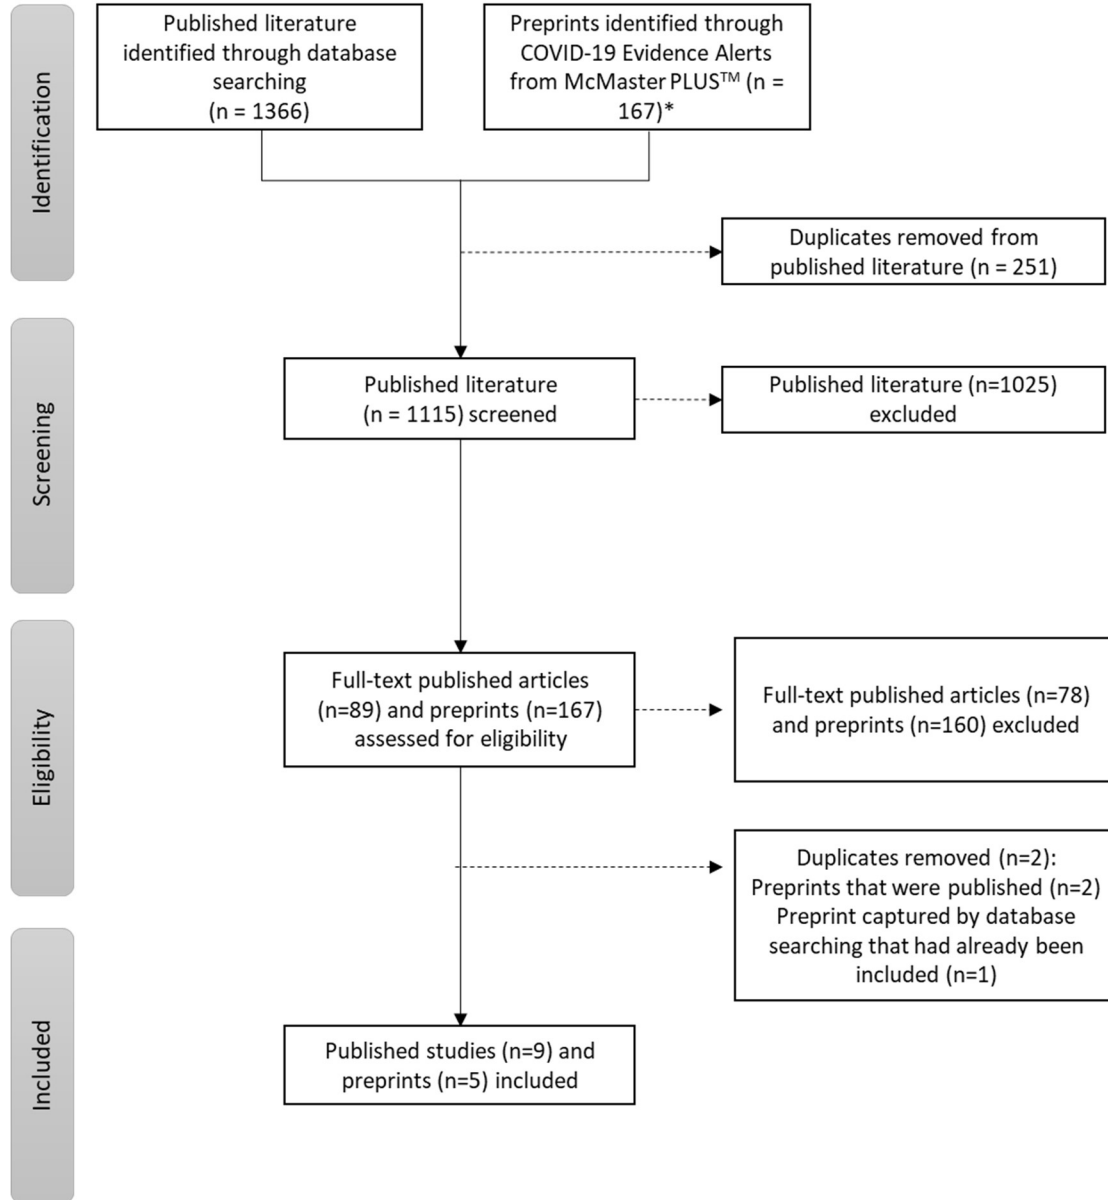 Identification
Published literature
identified through database
searching
(n = 1366)
Preprints identified through
COVID-19 Evidence Alerts
from McMaster PLUS™ (n =
167)*
Duplicates removed from
published literature (n = 251)
Screening
Published literature
(n = 1115) screened
Published literature (n=1025)
excluded
Eligibility
Full-text published articles
(n=89) and preprints (n=167)
assessed for eligibility
Full-text published articles (n=78)
and preprints (n=160) excluded
Duplicates removed (n=2):
Preprints that were published (n=2)
Preprint captured by database
searching that had already been
included (n=1)
Included
Published studies (n=9) and
preprints (n=5) included